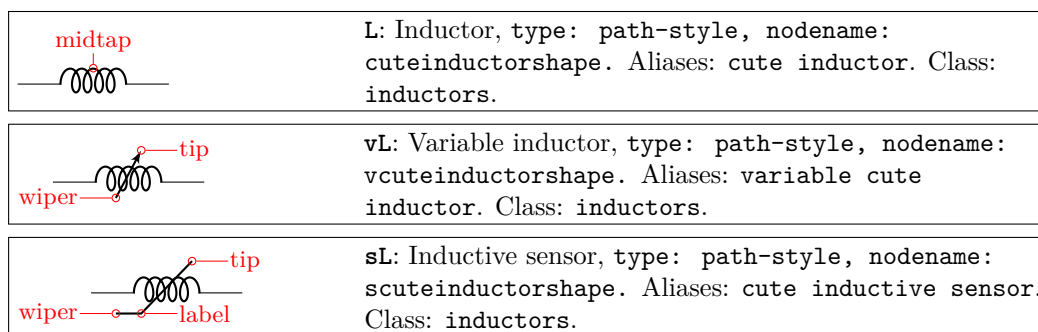 midtap
L: Inductor, type: path-style, nodename:
cuteinductorshape. Aliases: cute inductor. Class:
inductors.
tip
wiper
vL: Variable inductor, type: path-style, nodename:
vcuteinductorshape. Aliases: variable cute
inductor. Class: inductors.
tip
wiper label
sL: Inductive sensor, type: path-style, nodename:
scuteinductorshape. Aliases: cute inductive sensor.
Class: inductors.